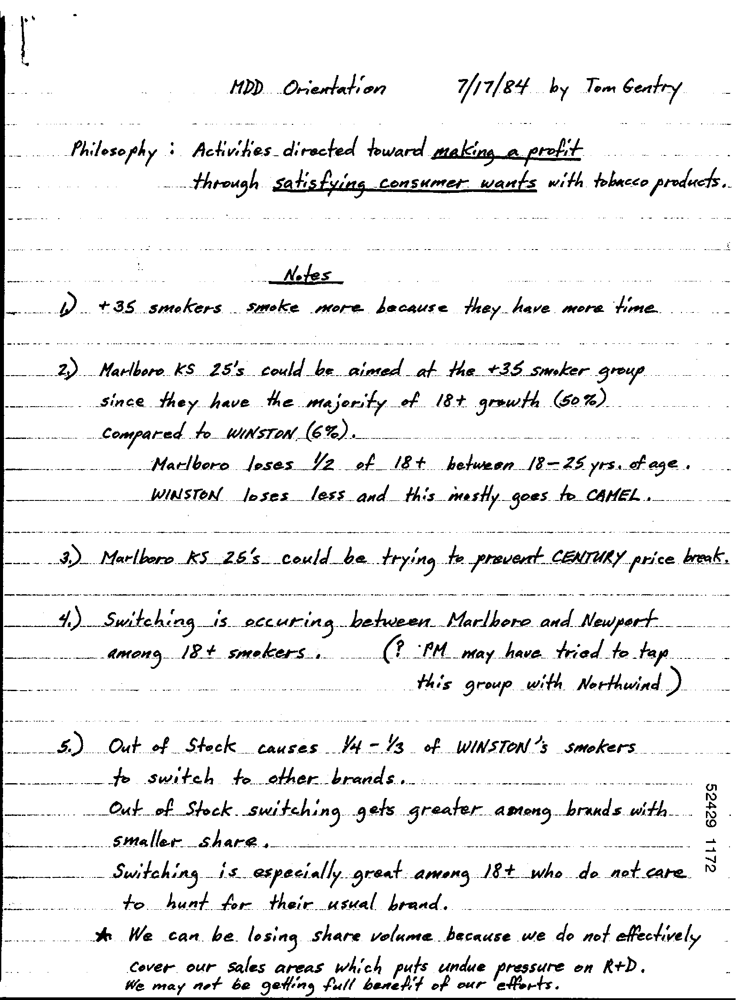 MDD Orientation 7/17/84 by Tom Gentry
Philosophy : Activities directed toward making a profit
through satisfying consumer wants with tobacco products.
Notes
1.) +35 smokers smoke more because they have more time
2.) Marlboro KS 25's could be aimed at the +35 smoker group
since they have the majority of 18+ growth (50%)
compared to WINSTON (6%).
Marlboro loses 1/2 of 18+ between 18-25 yrs. of age.
WINSTON loses less and this mostly goes to CAMEL.
3.) Marlboro KS 25's could be trying to prevent CENTURY price break.
4.) Switching is occuring between Marlboro and Newport
among 18+ smokers. (? PM may have tried to tap
this group with Northwind)
5.) Out of Stock causes 1/4 - 1/3 of WINSTON's smokers
to switch to other brands.
Out of Stock switching gets greater among brands with
smaller share.
Switching is especially great among 18+ who do not care
to hunt for their usual brand.
* We can be losing share volume because we do not effectively
cover our sales areas which puts undue pressure on R+D.
We may not be getting full benefit of our efforts.
52429 1172